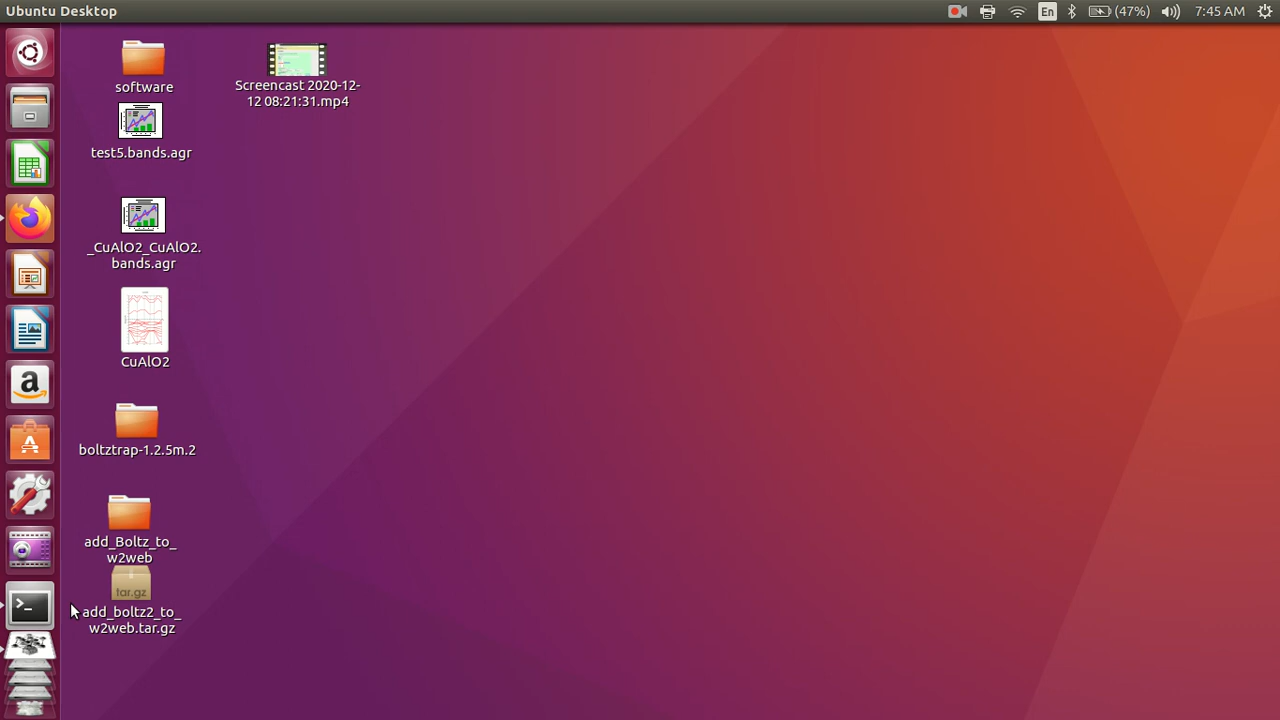 Ubuntu Desktop
En
(47%)
7:45 AM
software
Screencast 2020-12-
12 08:21:31.mp4
test5.bands.agr
_CuAlO2_CuAlO2.
bands.agr
CuAlO2
boltztrap-1.2.5m.2
add_Boltz_to_
w2web
tar.gz
add_boltz2_to_
w2web.tar.gz